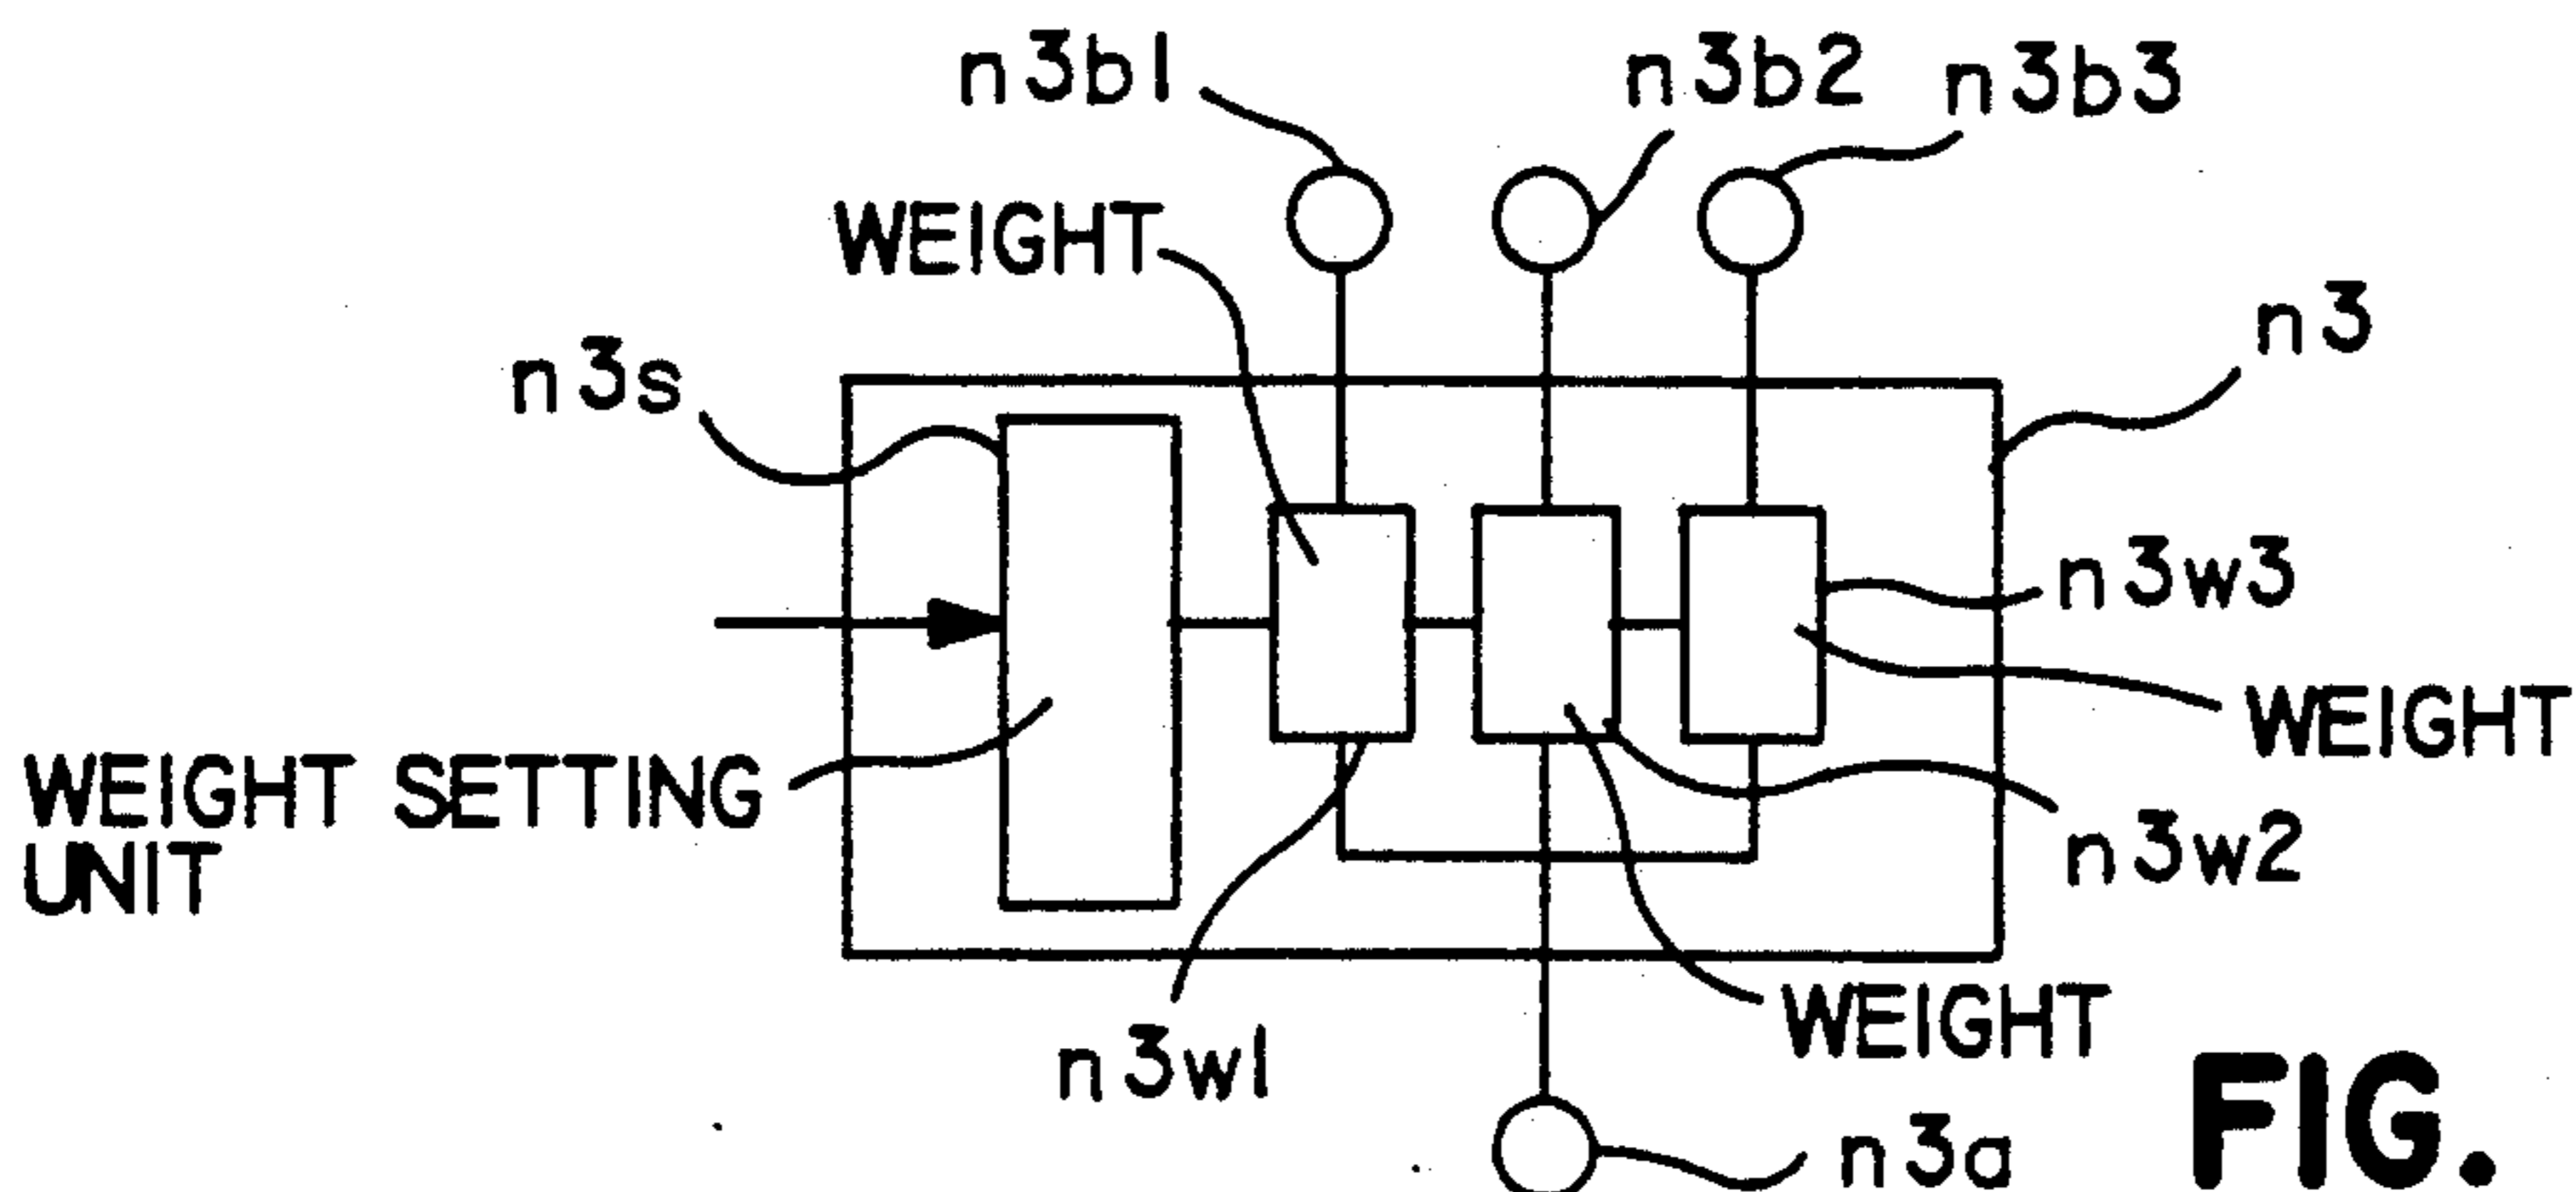 n3b1
n3b2
n3b3
WEIGHT
n3
n3s
n3w3
WEIGHT
WEIGHT SETTING
UNIT
n3w2
WEIGHT
n3w1
n3a
FIG.